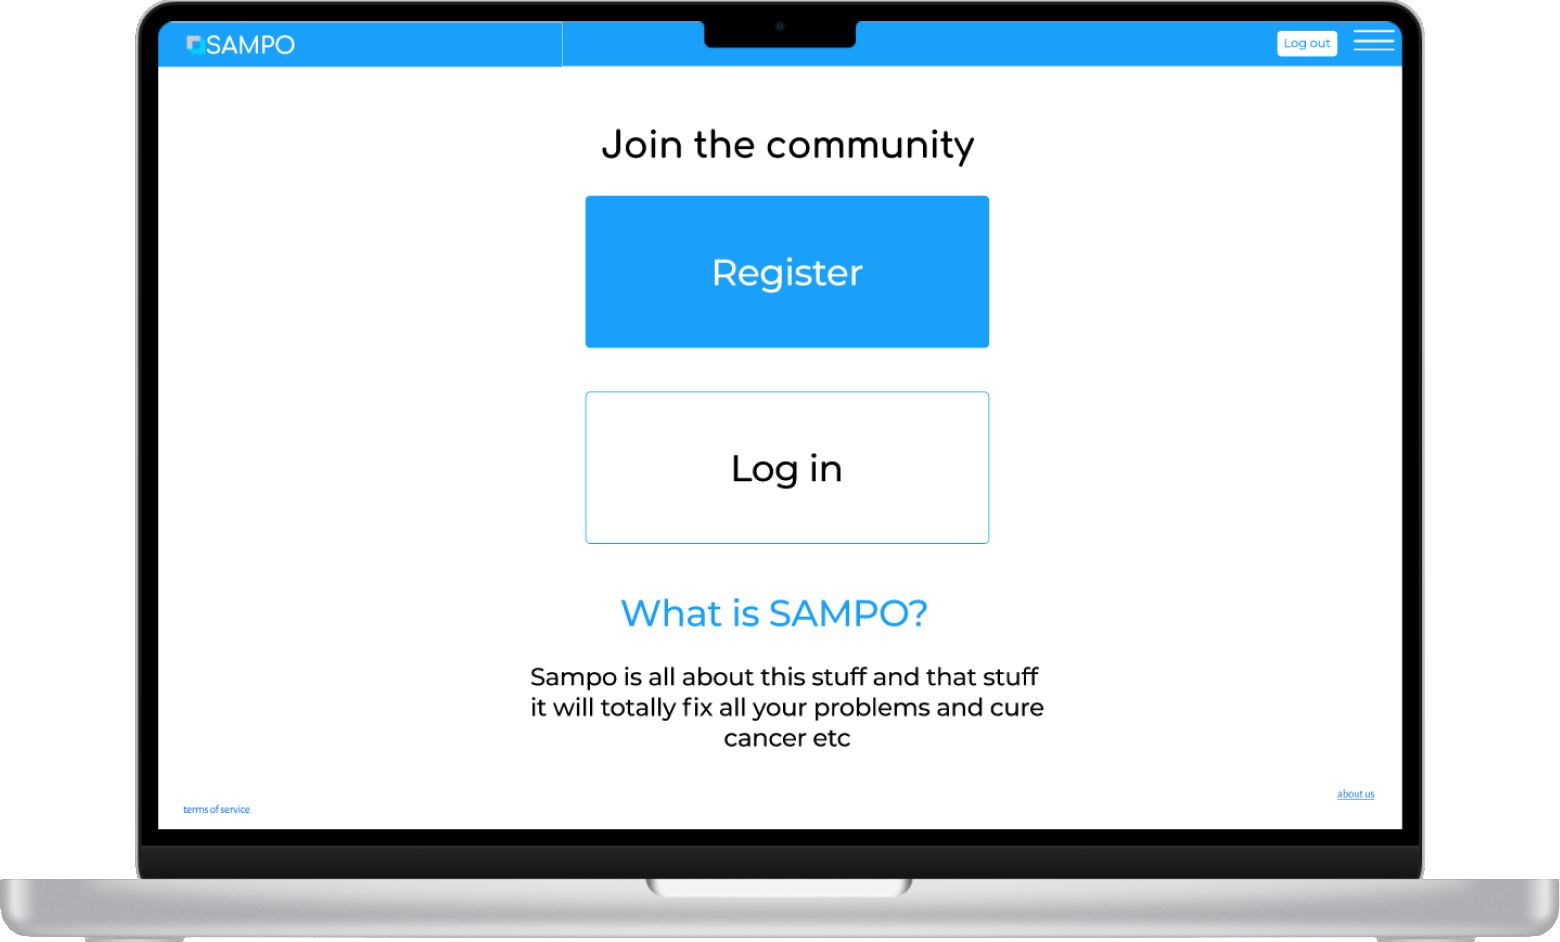 SAMPO
Log out
Join the community
Register
Log in
What is SAMPO?
Sampo is all about this stuff and that stuff
it will totally fix all your problems and cure
cancer etc
about us
terms of service